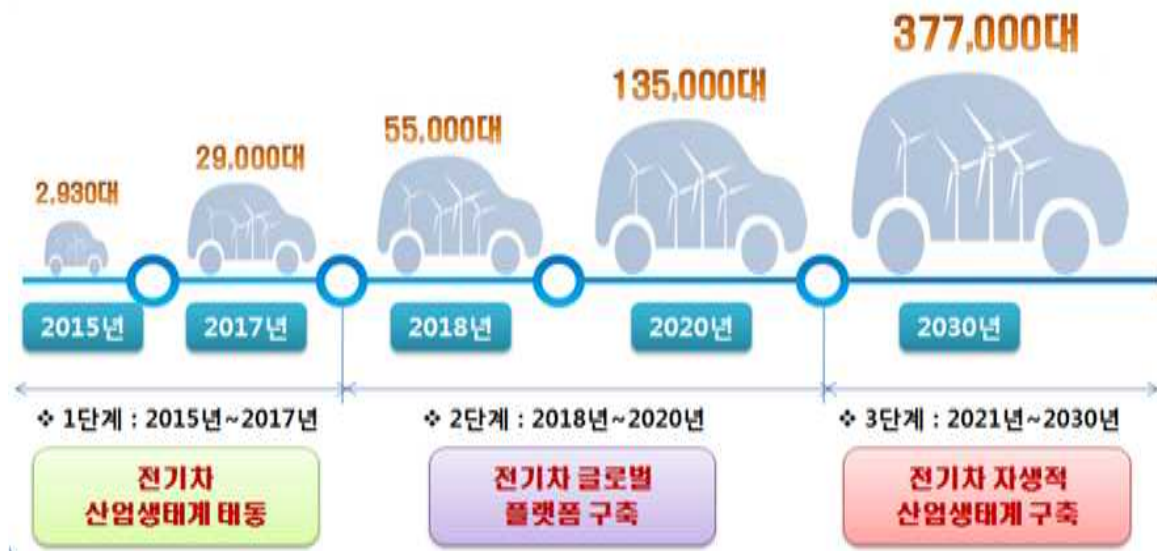 377,000대
135,000대
55,000대
29,000대
2,930대
2015년
2017년
2018년
2020년
2030년
❖ 1단계 : 2015년~2017년
❖ 2단계 : 2018년~2020년
❖ 3단계 : 2021년~2030년
전기차
산업생태계 태동
전기차 글로벌
플랫폼 구축
전기차 자생적
산업생태계 구축